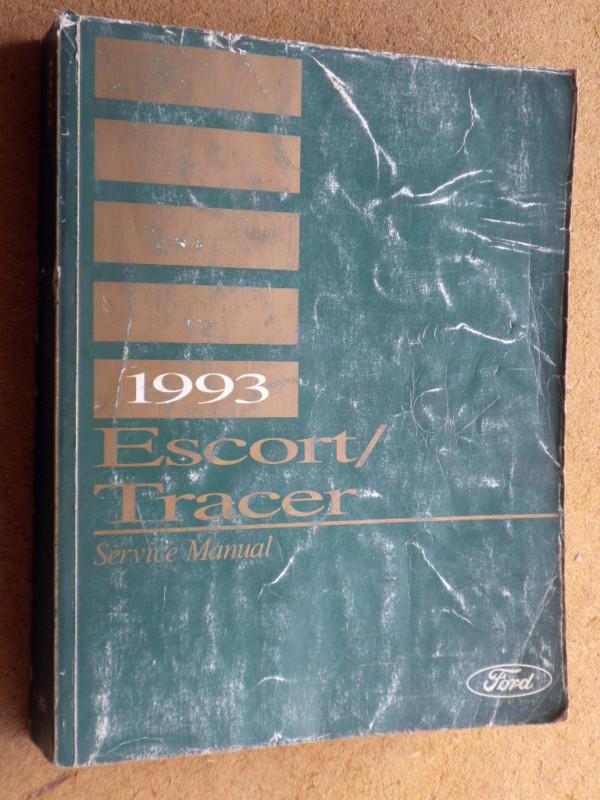 1993
Escort/
Tracer
Service Manual
Ford